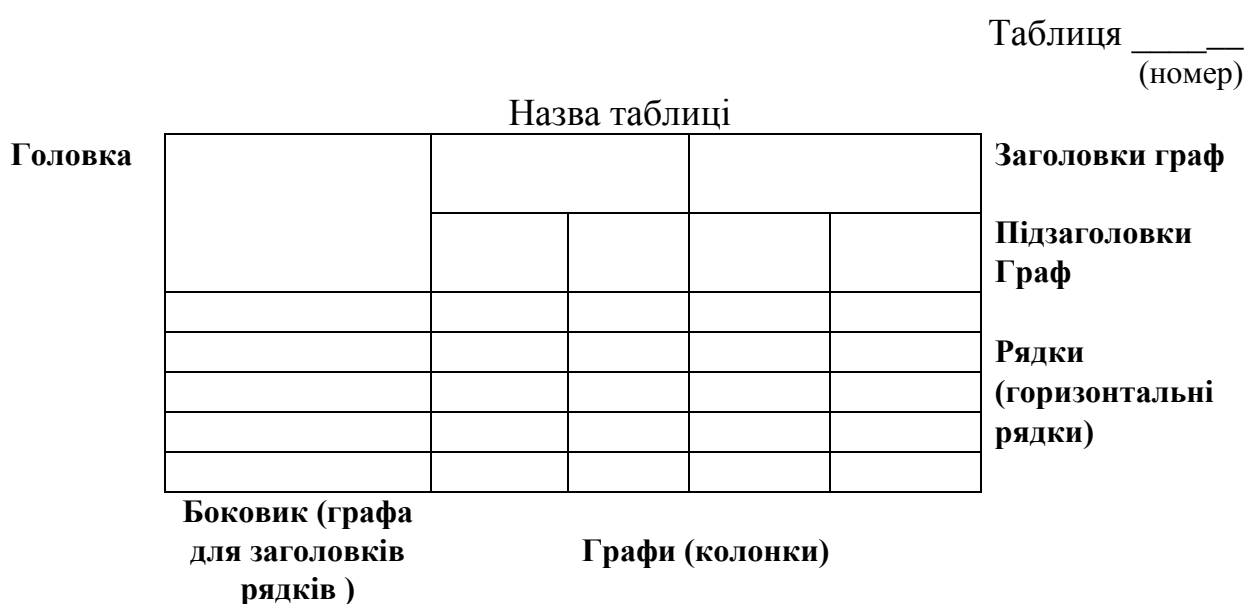 Таблиця _______
(номер)
Назва таблиці
Головка
Заголовки граф
Підзаголовки
Граф
Рядки
(горизонтальні
рядки)
Боковик (графа
для заголовків
рядків )
Графи (колонки)